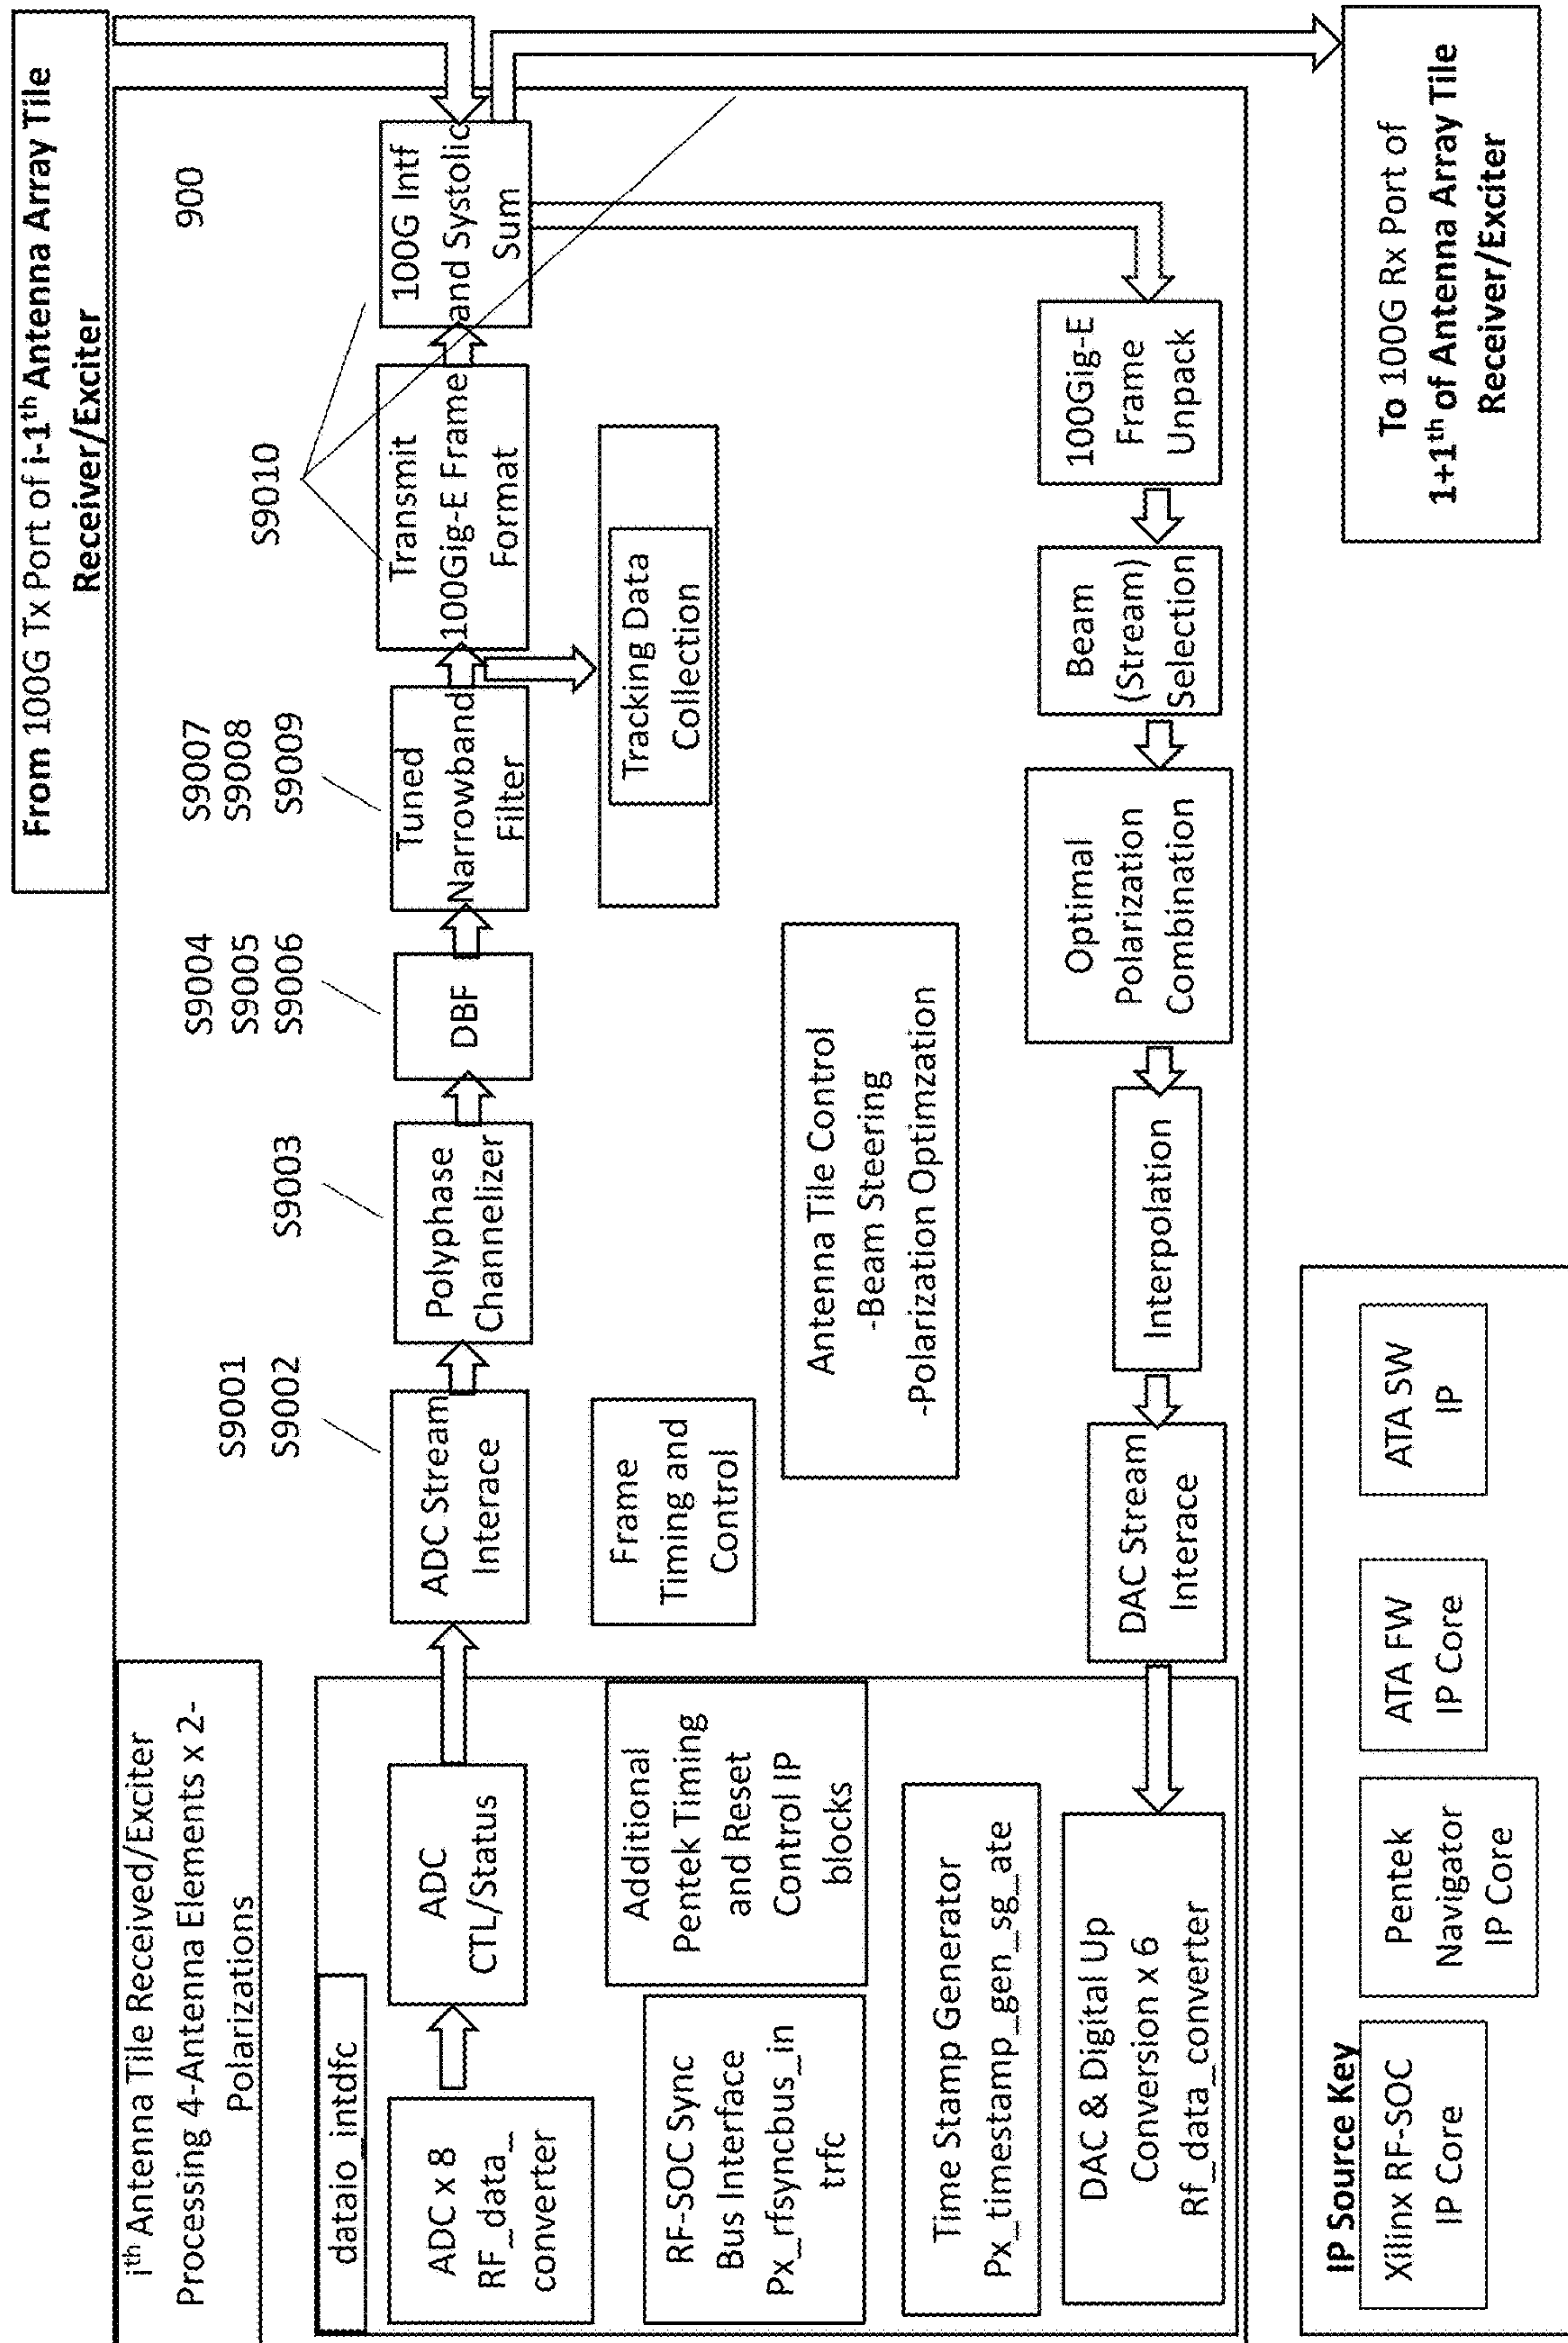 From 100G Tx Port of i-1th Antenna Array Tile
Receiver/Exciter
900
ith Antenna Tile Received/Exciter
Processing 4-Antenna Elements x 2-
Polarizations
S9001
S9002
S9003
S9004
S9005
S9006
S9007
S9008
S9009
S9010
dataio_intdfc
ADC x 8
RF_data_
converter
ADC
CTL/Status
ADC Stream
Interace
Polyphase
Channelizer
DBF
Tuned
Narrowband
Filter
Transmit
100Gig-E Frame
Format
100G Intf
and Systolic
Sum
RF-SOC Sync
Bus Interface
Px_rfsyncbus_in
trfc
Additional
Pentek Timing
and Reset
Control IP
blocks
Frame
Timing and
Control
Tracking Data
Collection
Antenna Tile Control
-Beam Steering
-Polarization Optimzation
Time Stamp Generator
Px_timestamp_gen_sg_ate
DAC & Digital Up
Conversion x 6
Rf_data_converter
DAC Stream
Interace
Interpolation
Optimal
Polarization
Combination
Beam
(Stream)
Selection
100Gig-E
Frame
Unpack
IP Source Key
Xilinx RF-SOC
IP Core
Pentek
Navigator
IP Core
ATA FW
IP Core
ATA SW
IP
To 100G Rx Port of
1+1th of Antenna Array Tile
Receiver/Exciter